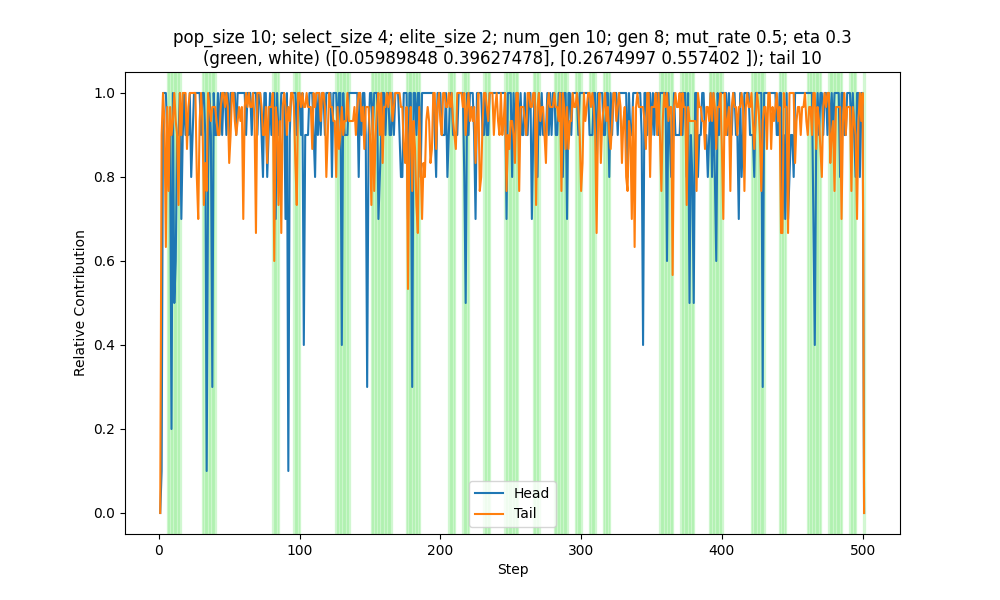 pop_size 10; select_size 4; elite_size 2; num_gen 10; gen 8; mut_rate 0.5; eta 0.3
(green, white) ([0.05989848 0.39627478], [0.2674997 0.557402 ]); tail 10
1.0
0.8
0.6
0.4
0.2
0.0
Relative Contribution
Head
Tail
0
100
200
300
400
500
Step